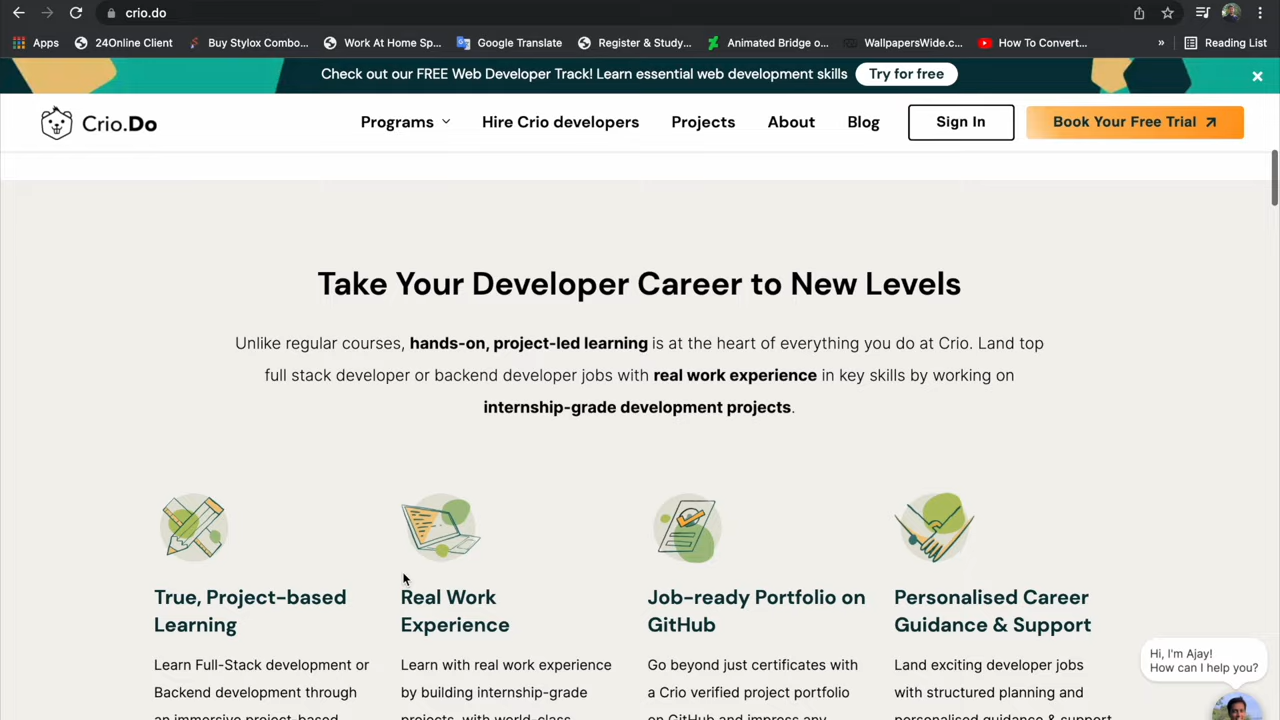 crio.do
Apps
24Online Client
Buy Stylox Combo...
Work At Home Sp...
Google Translate
Register & Study...
Animated Bridge o...
WallpapersWide.c...
How To Convert...
»
Reading List
Check out our FREE Web Developer Track! Learn essential web development skills
Try for free
Crio.Do
Programs
Hire Crio developers
Projects
About
Blog
Sign In
Book Your Free Trial
Take Your Developer Career to New Levels
Unlike regular courses, hands-on, project-led learning is at the heart of everything you do at Crio. Land top
full stack developer or backend developer jobs with real work experience in key skills by working on
internship-grade development projects.
True, Project-based
Learning
Learn Full-Stack development or
Backend development through
an immersive project-based
Real Work
Experience
Learn with real work experience
by building internship-grade
projects, with world-class
Job-ready Portfolio on
GitHub
Go beyond just certificates with
a Crio verified project portfolio
on GitHub and impress any
Personalised Career
Guidance & Support
Land exciting developer jobs
with structured planning and
personalised guidance & support
Hi, I'm Ajay!
How can I help you?